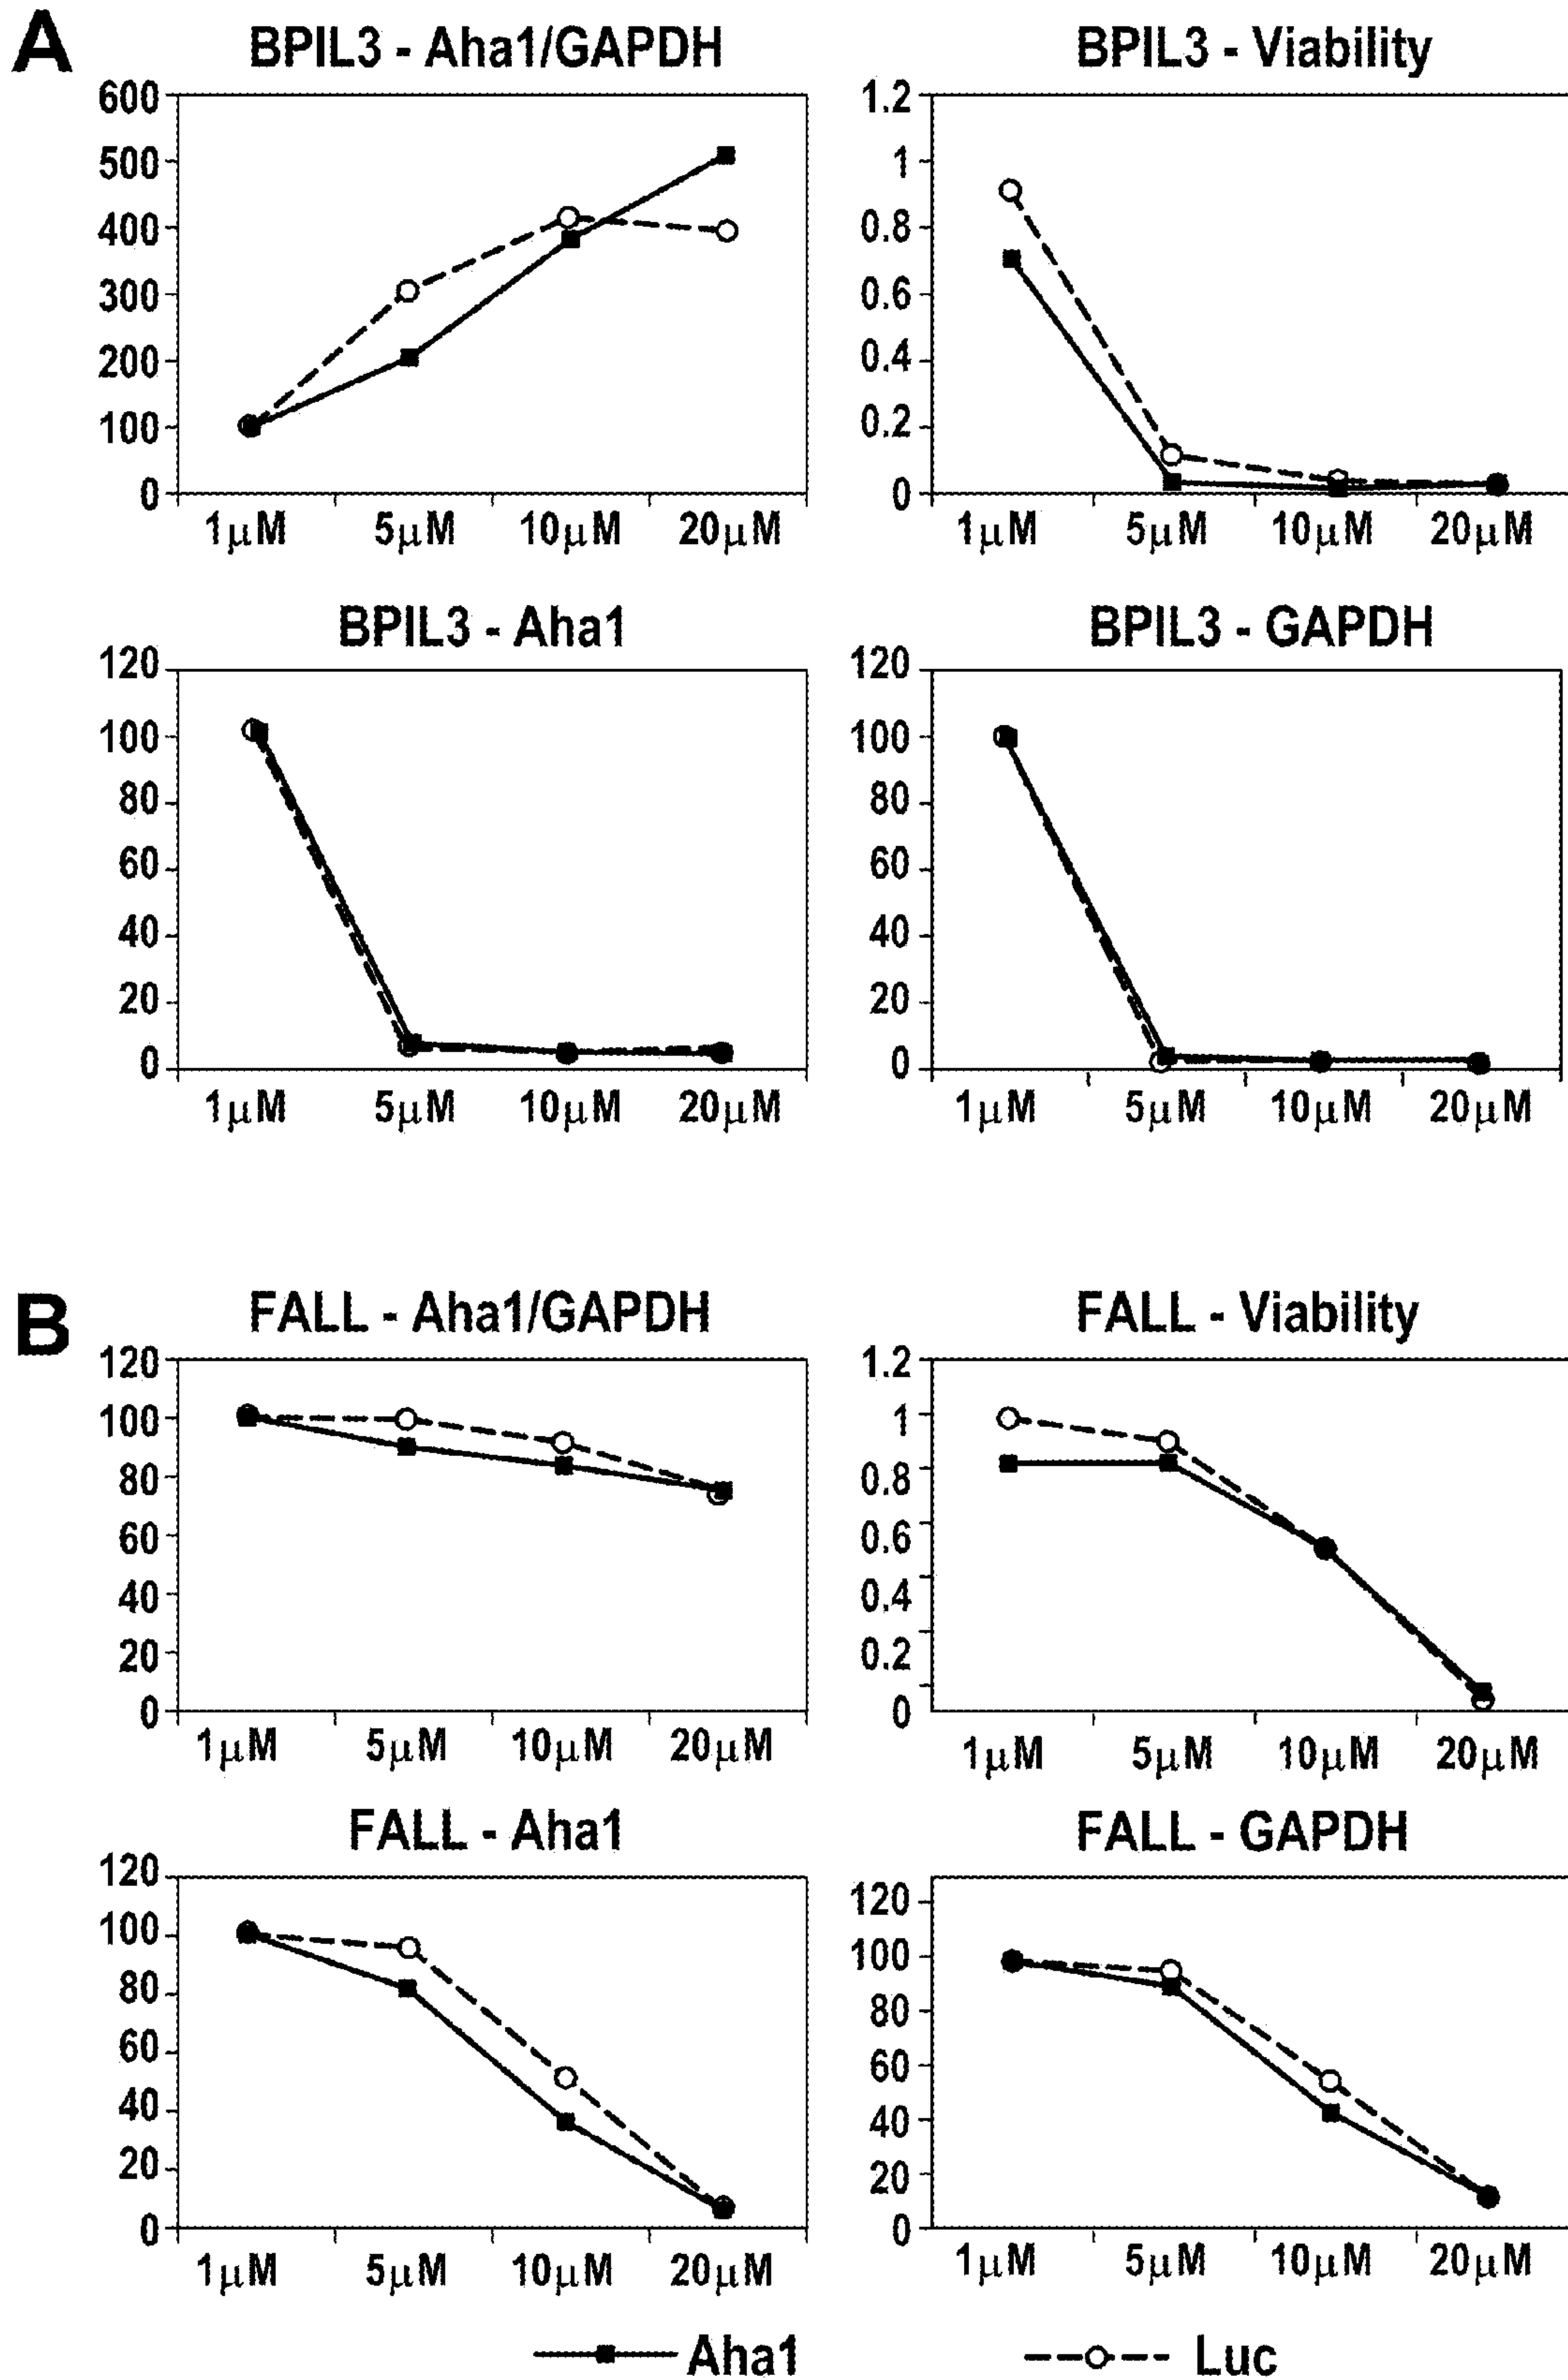 A
BPIL3 - Aha1/GAPDH
600
500
400
300
200
100
0
1µM 5µM 10µM 20µM
BPIL3 - Viability
1.2
1
0.8
0.6
0.4
0.2
0
1µM 5µM 10µM 20µM
BPIL3 - Aha1
120
100
80
60
40
20
0
1µM 5µM 10µM 20µM
BPIL3 - GAPDH
120
100
80
60
40
20
0
1µM 5µM 10µM 20µM
B
FALL - Aha1/GAPDH
120
100
80
60
40
20
0
1µM 5µM 10µM 20µM
FALL - Viability
1.2
1
0.8
0.6
0.4
0.2
0
1µM 5µM 10µM 20µM
FALL - Aha1
120
100
80
60
40
20
0
1µM 5µM 10µM 20µM
FALL - GAPDH
120
100
80
60
40
20
0
1µM 5µM 10µM 20µM
Aha1 Luc